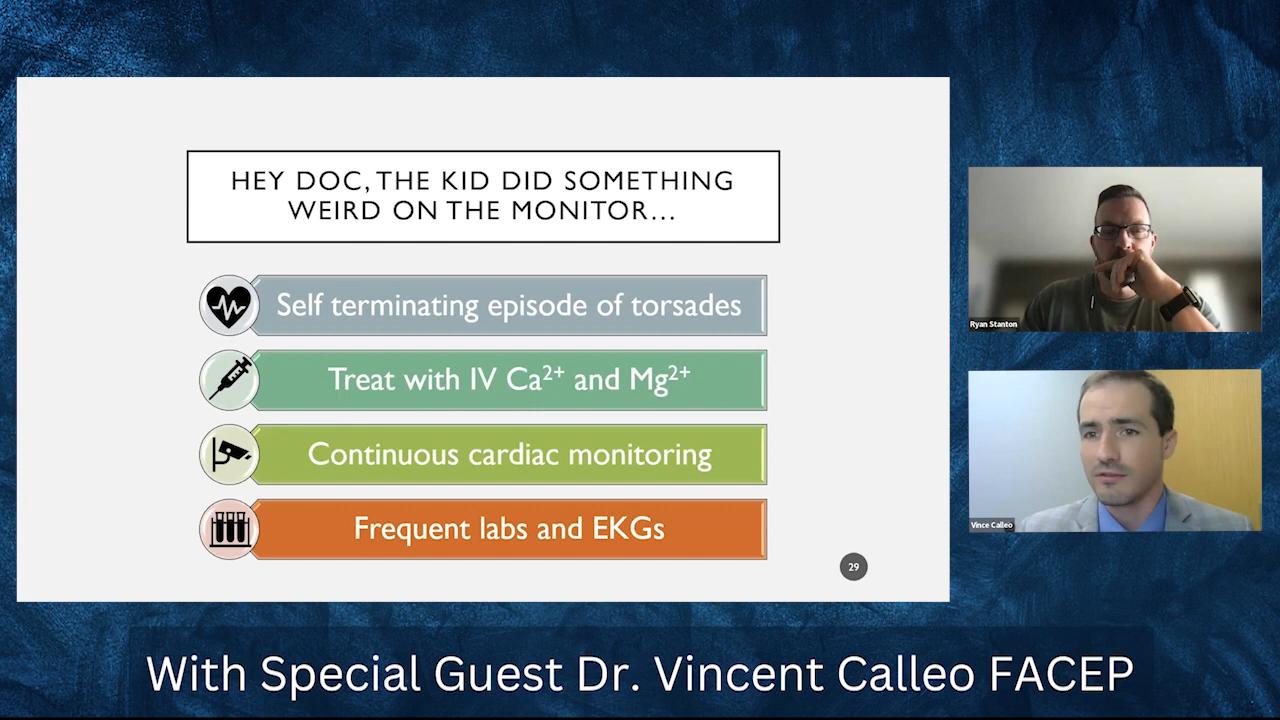 HEY DOC, THE KID DID SOMETHING
WEIRD ON THE MONITOR…
Self terminating episode of torsades
Treat with IV Ca²⁺ and Mg²⁺
Continuous cardiac monitoring
Frequent labs and EKGs
29
Ryan Stanton
Vince Calleo
With Special Guest Dr. Vincent Calleo FACEP